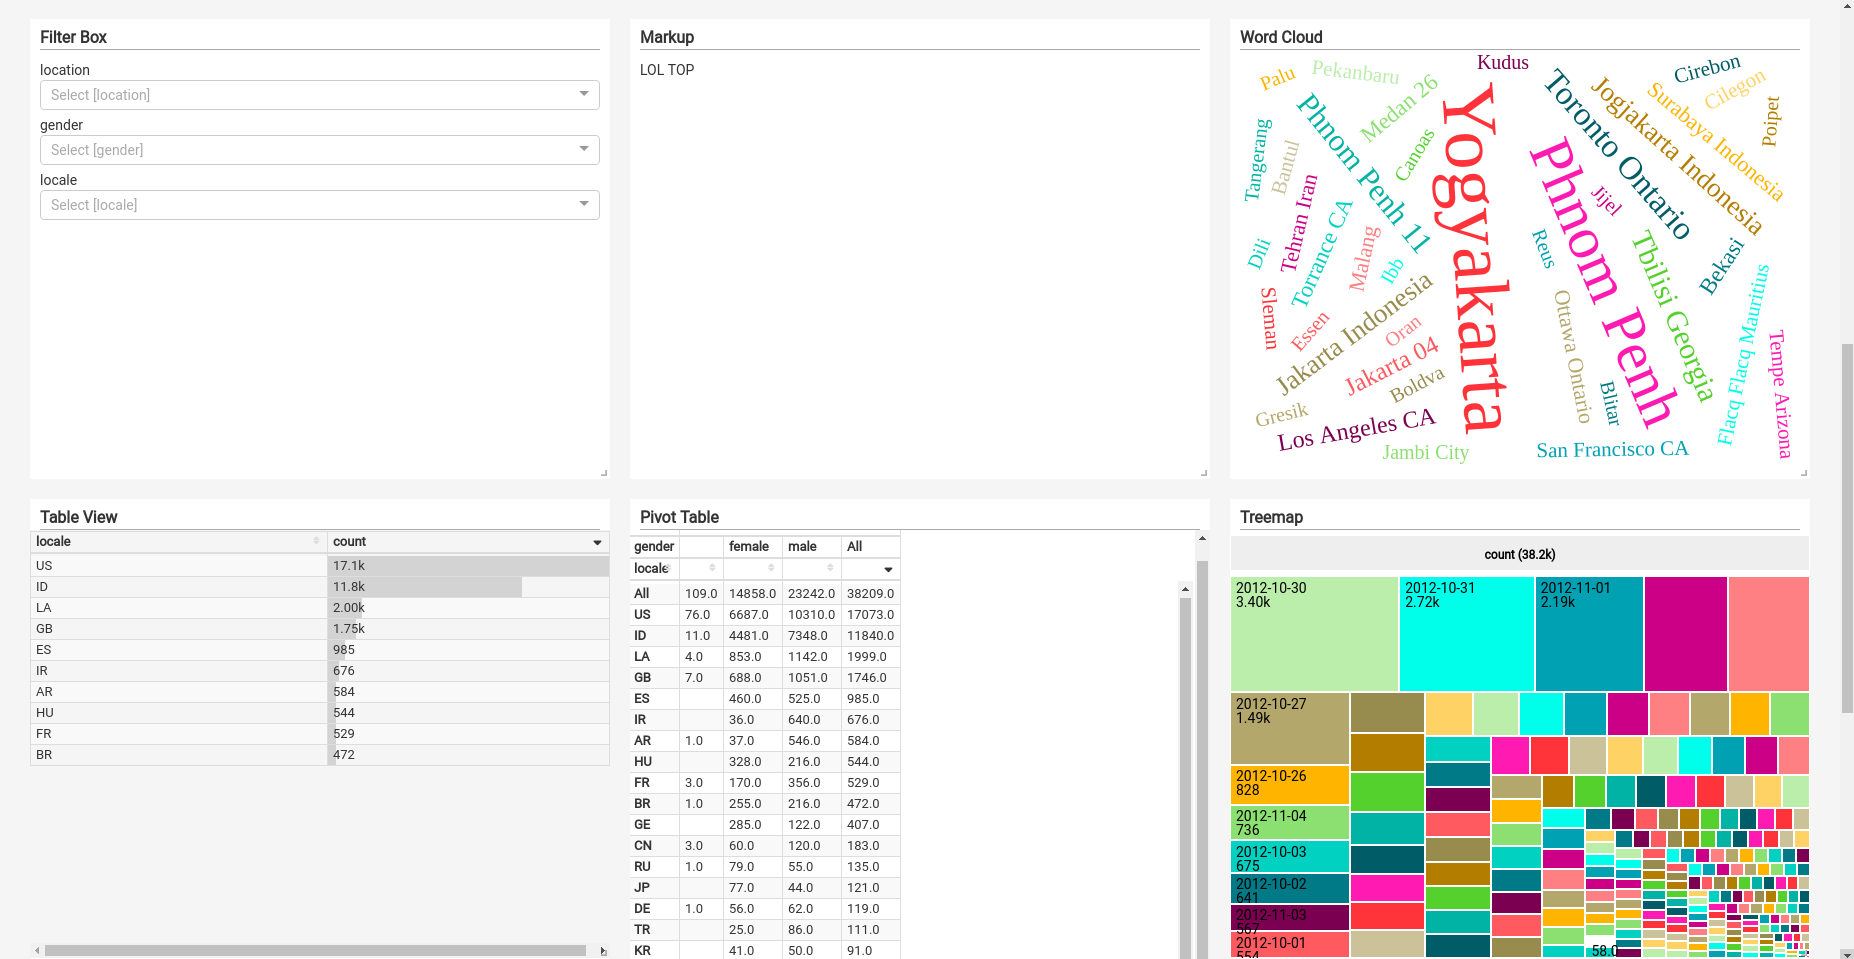 Filter Box
location
Select [location]
gender
Select [gender]
locale
Select [locale]
Markup
LOL TOP
Word Cloud
Kudus
Palu
Pekanbaru
Medan 26
Cirebon
Cilegon
Toronto Ontario
Jogjakarta Indonesia
Surabaya Indonesia
Poipet
Phnom Penh 11
Yogyakarta
Tangerang
Bantul
Canoas
Phnom Penh
Jijel
Tehran Iran
Torrance CA
Malang
Ibb
Dili
Reus
Tbilisi Georgia
Bekasi
Flacq Flacq Mauritius
Sleman
Essen
Jakarta Indonesia
Oran
Jakarta 04
Boldva
Ottawa Ontario
Blitar
Tempe Arizona
Gresik
Los Angeles CA
Jambi City
San Francisco CA
Table View
locale count
US 17.1k
ID 11.8k
LA 2.00k
GB 1.75k
ES 985
IR 676
AR 584
HU 544
FR 529
BR 472
Pivot Table
gender female male All
locale
All 109.0 14858.0 23242.0 38209.0
US 76.0 6687.0 10310.0 17073.0
ID 11.0 4481.0 7348.0 11840.0
LA 4.0 853.0 1142.0 1999.0
GB 7.0 688.0 1051.0 1746.0
ES 460.0 525.0 985.0
IR 36.0 640.0 676.0
AR 1.0 37.0 546.0 584.0
HU 328.0 216.0 544.0
FR 3.0 170.0 356.0 529.0
BR 1.0 255.0 216.0 472.0
GE 285.0 122.0 407.0
CN 3.0 60.0 120.0 183.0
RU 1.0 79.0 55.0 135.0
JP 77.0 44.0 121.0
DE 1.0 56.0 62.0 119.0
TR 25.0 86.0 111.0
KR 41.0 50.0 91.0
Treemap
count (38.2k)
2012-10-30
3.40k
2012-10-31
2.72k
2012-11-01
2.19k
2012-10-27
1.49k
2012-10-26
828
2012-11-04
736
2012-10-03
675
2012-10-02
641
2012-11-03
567
2012-10-01
554
58.0